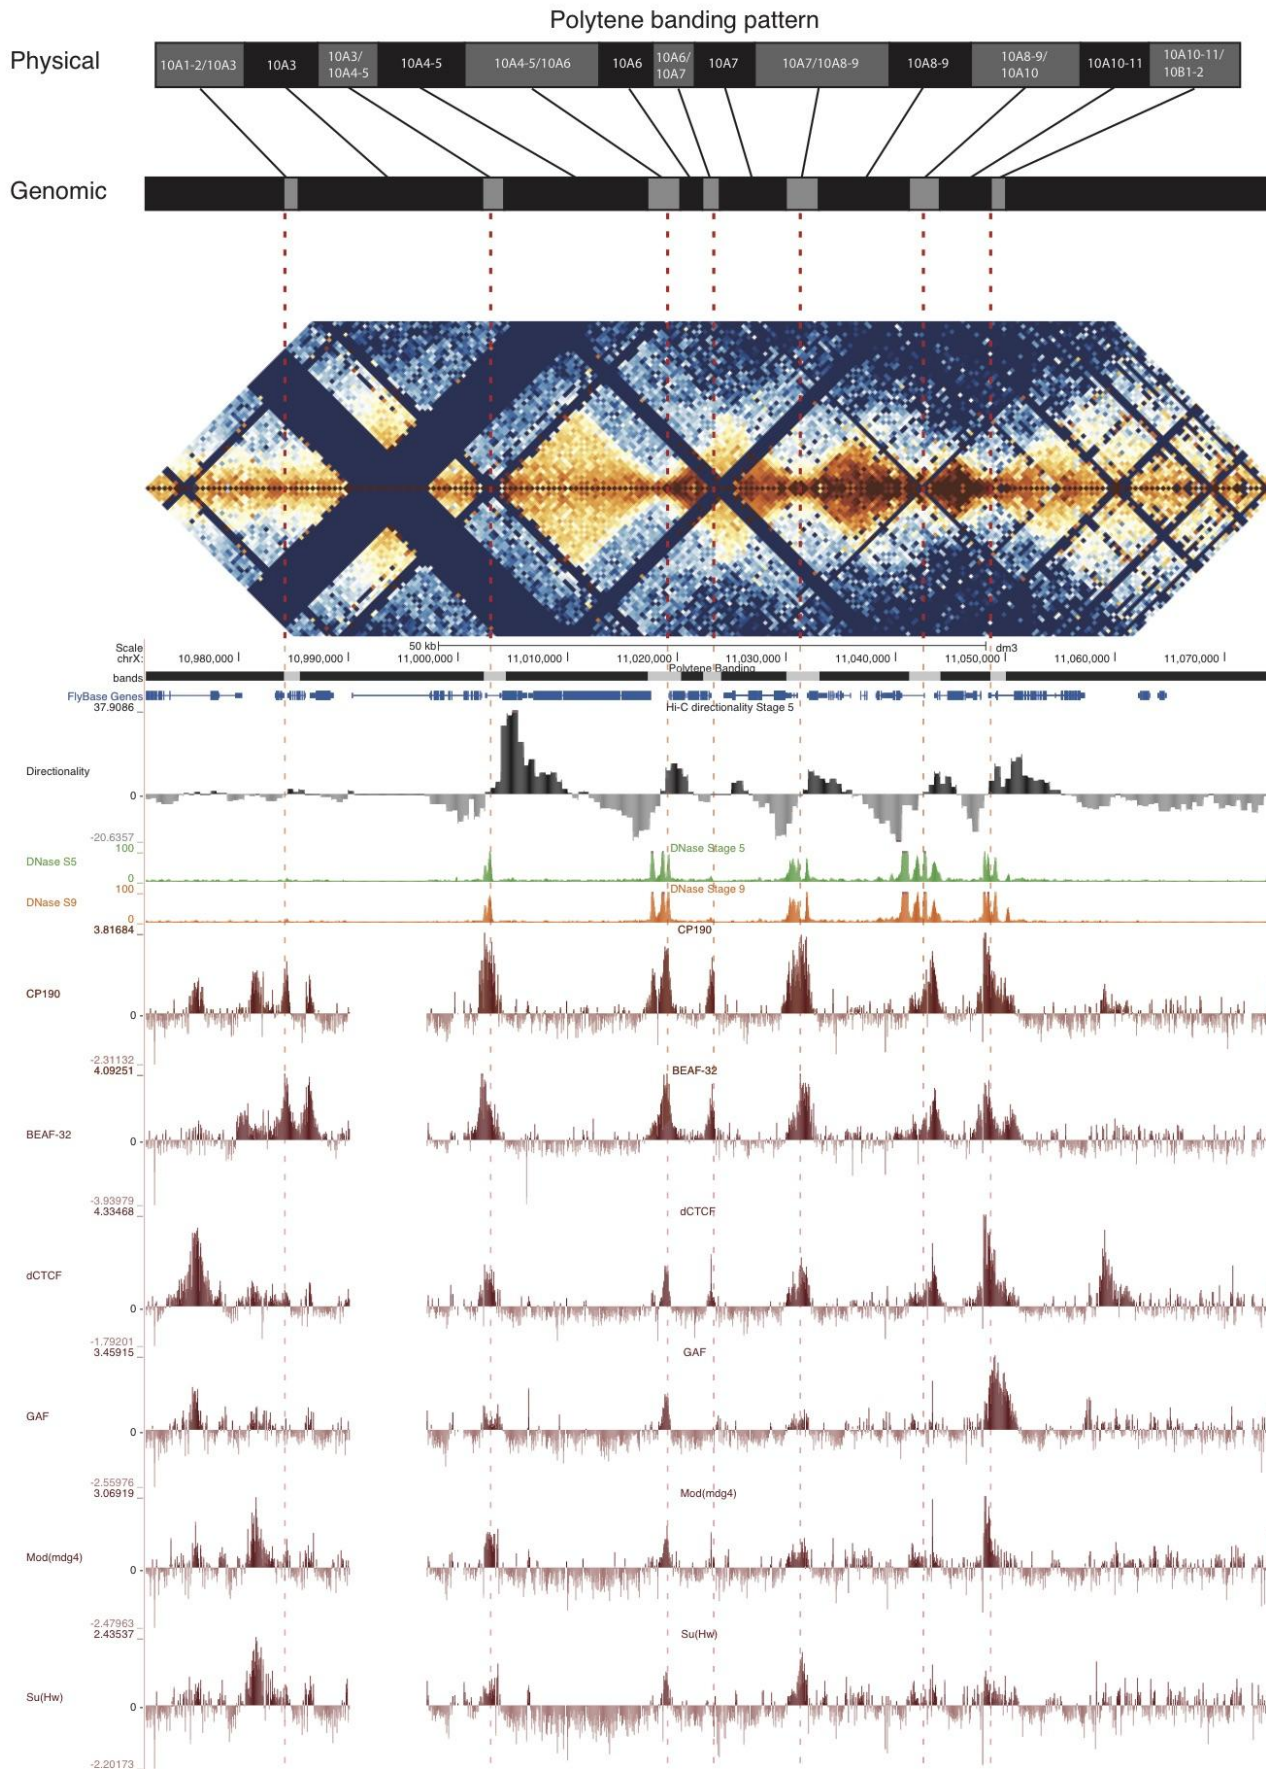 Polytene banding pattern
Physical
10A1-2/10A3
10A3
10A3/
10A4-5
10A4-5
10A4-5/10A6
10A6
10A6/
10A7
10A7
10A7/10A8-9
10A8-9
10A8-9/
10A10
10A10-11
10A10-11/
10B1-2
Genomic
Scale
50 kb
dm3
chrX:
10,980,000
10,990,000
11,000,000
11,010,000
11,020,000
11,030,000
11,040,000
11,050,000
11,060,000
11,070,000
Polytene Banding
bands
FlyBase Genes
37.9086
Hi-C directionality Stage 5
Directionality
0
-20.6357
100
DNase Stage 5
DNase S5
0
100
DNase Stage 9
DNase S9
0
3.81684
CP190
CP190
0
-2.31132
4.09251
BEAF-32
BEAF-32
0
-3.93979
4.33468
dCTCF
dCTCF
0
-1.79201
3.45915
GAF
GAF
0
-2.55976
3.06919
Mod(mdg4)
Mod(mdg4)
0
-2.47963
2.43537
Su(Hw)
Su(Hw)
0
-2.20173